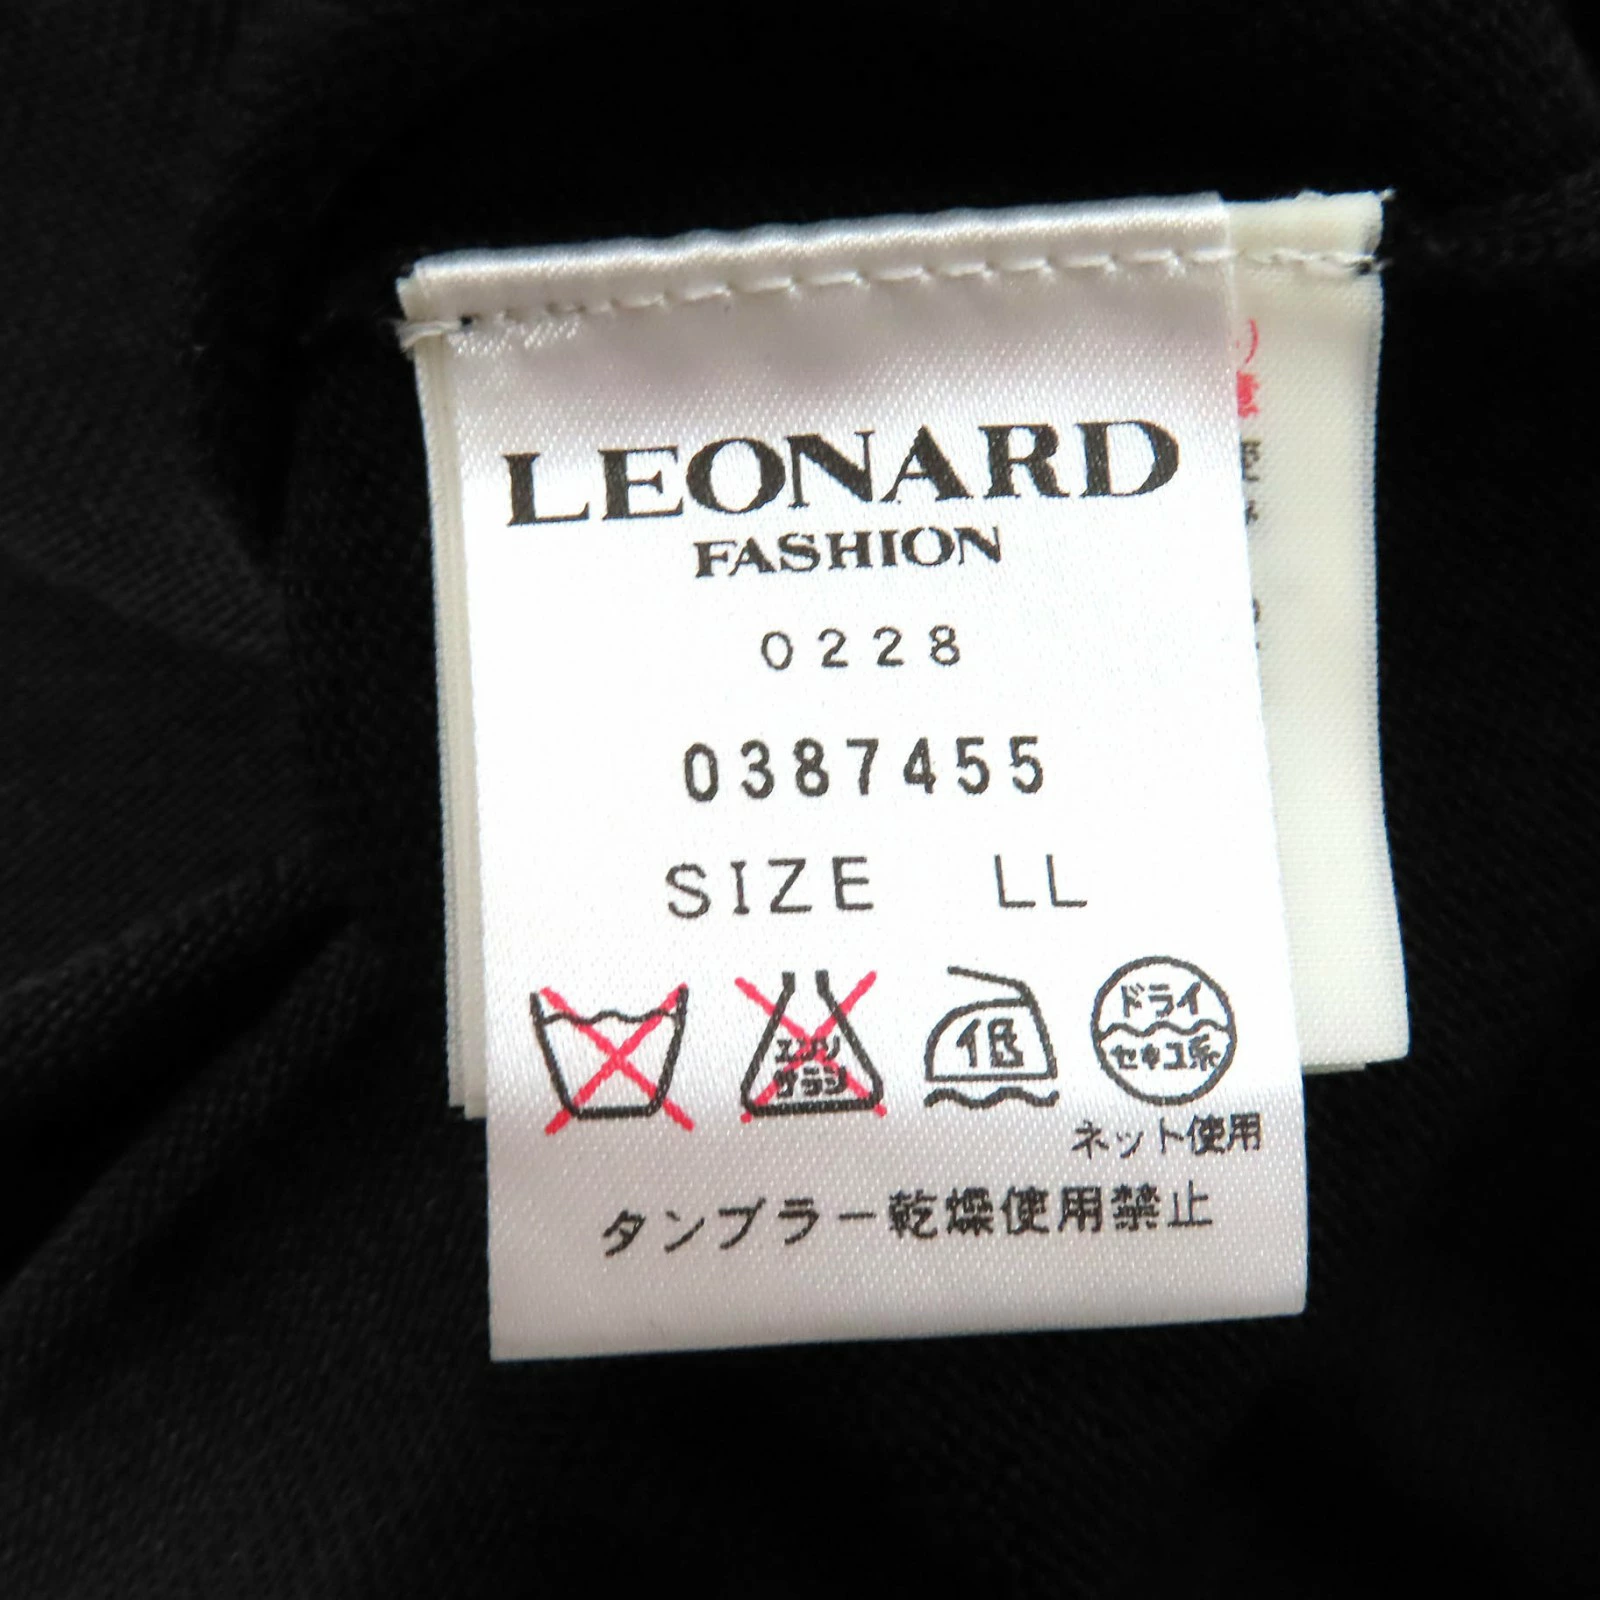 LEONARD
FASHION
0228
0387455
SIZE LL
エンソ
サラシ
低
ドライ
セキユ系
ネット使用
タンブラー乾燥使用禁止